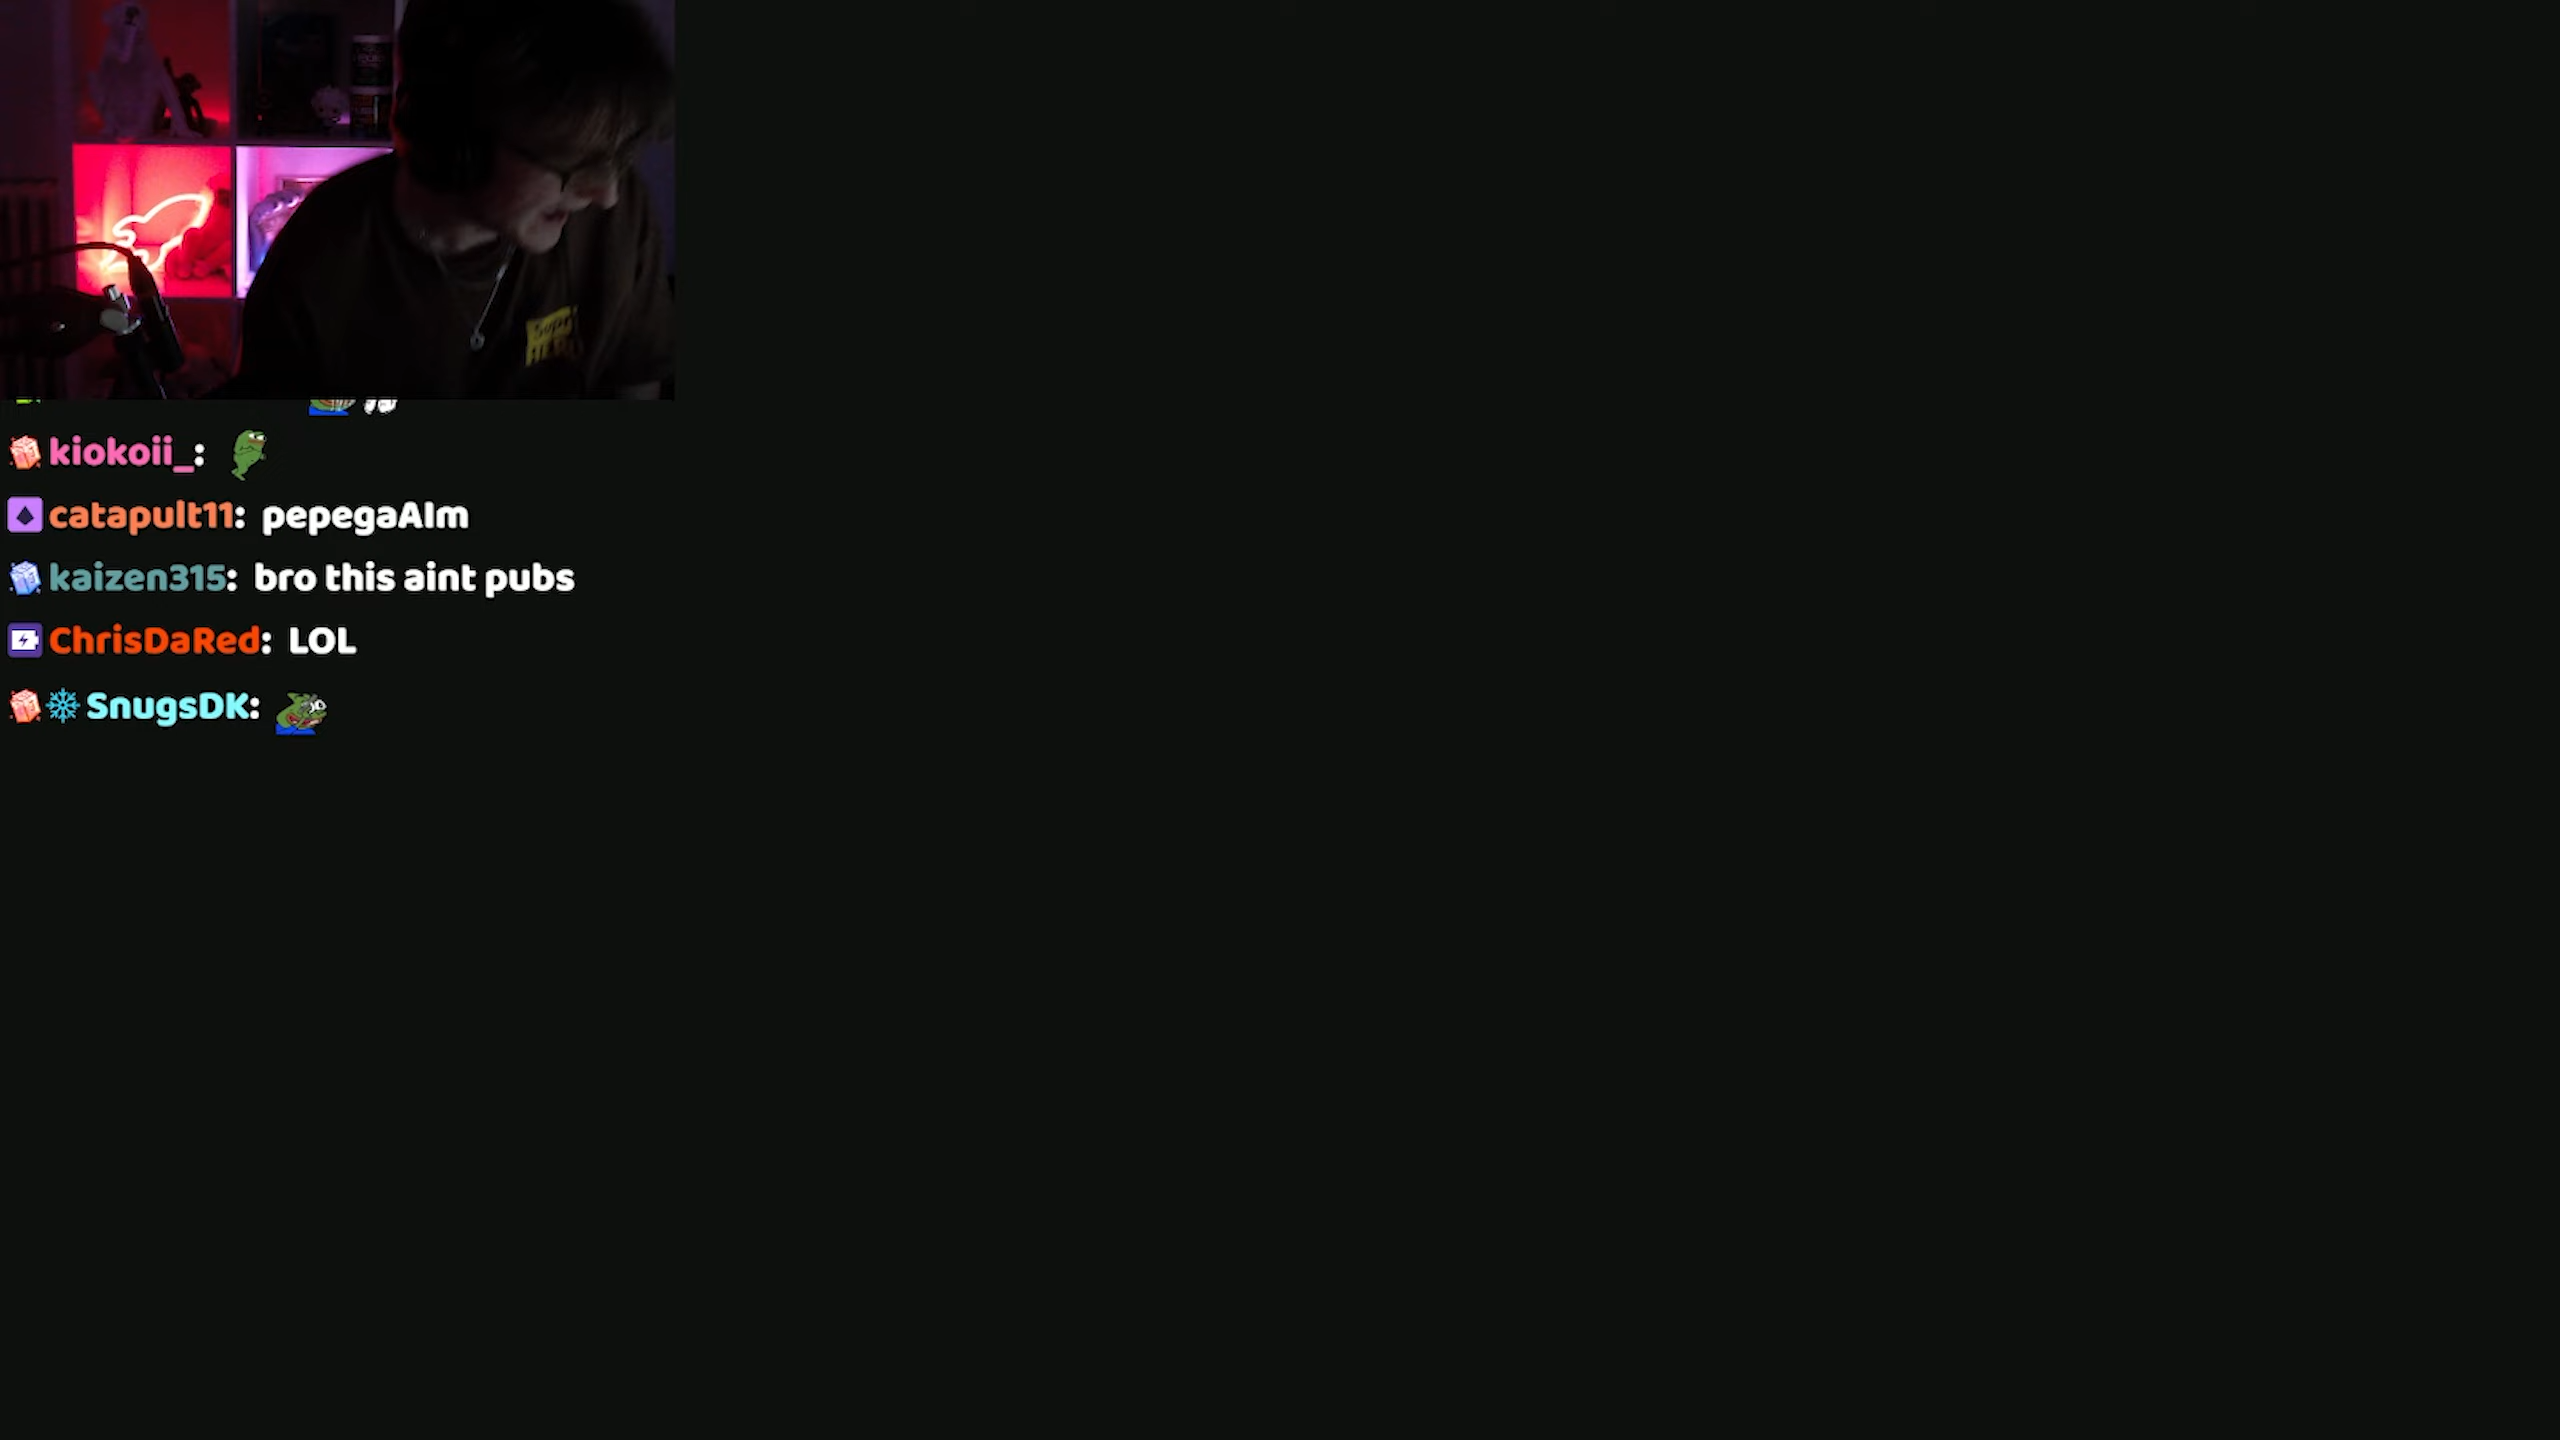 kiokoii_:
catapult11: pepegaAIm
kaizen315: bro this aint pubs
ChrisDaRed: LOL
SnugsDK: